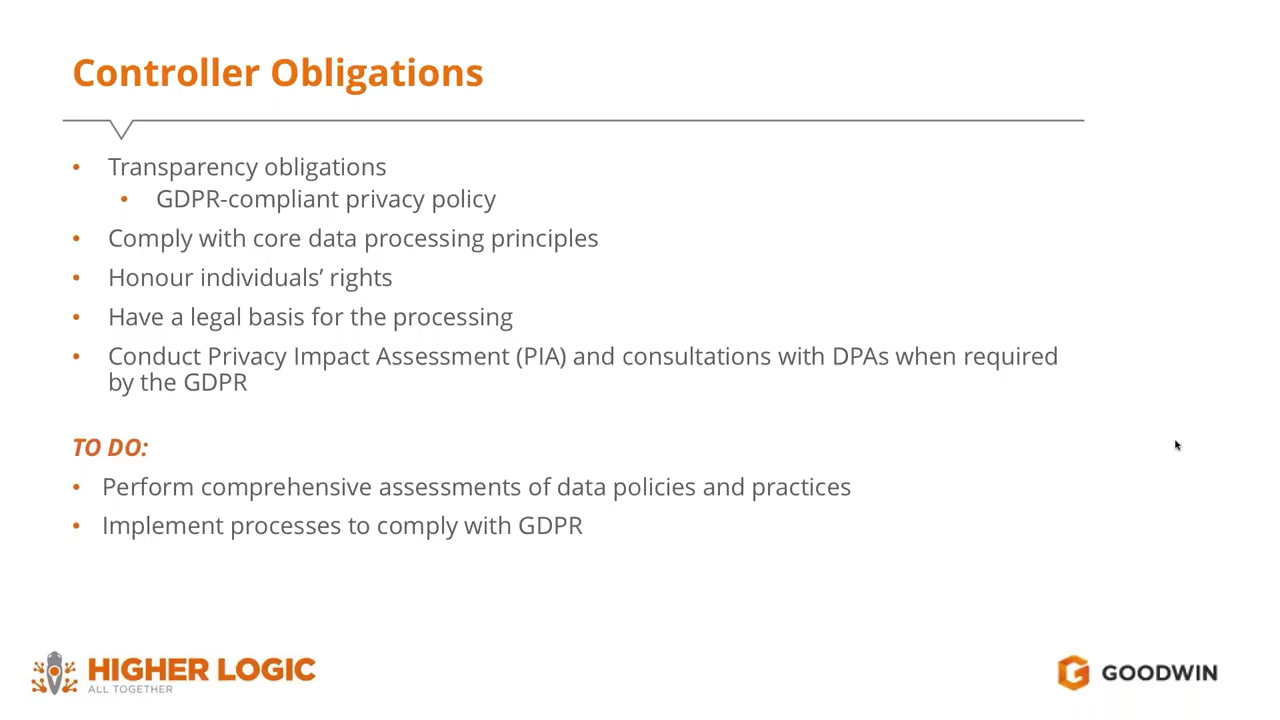 Controller Obligations
• Transparency obligations
• GDPR-compliant privacy policy
• Comply with core data processing principles
• Honour individuals’ rights
• Have a legal basis for the processing
• Conduct Privacy Impact Assessment (PIA) and consultations with DPAs when required
by the GDPR
TO DO:
• Perform comprehensive assessments of data policies and practices
• Implement processes to comply with GDPR
HIGHER LOGIC
ALL TOGETHER
GOODWIN